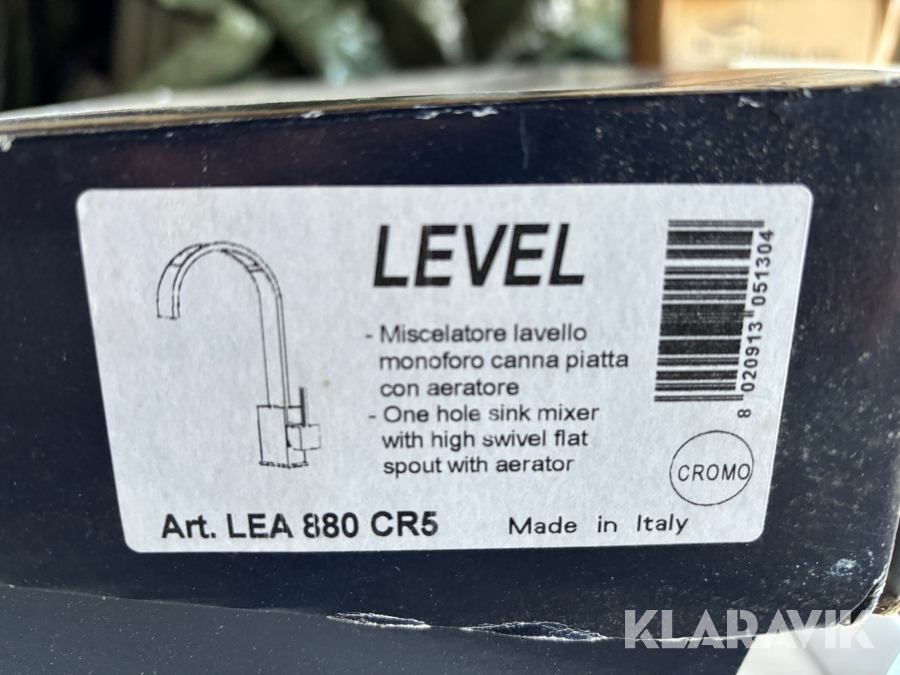 LEVEL
- Miscelatore lavello
monoforo canna piatta
con aeratore
- One hole sink mixer
with high swivel flat
spout with aerator
8 020913 051304
CROMO
Art. LEA 880 CR5
Made in Italy
KLARAVIK